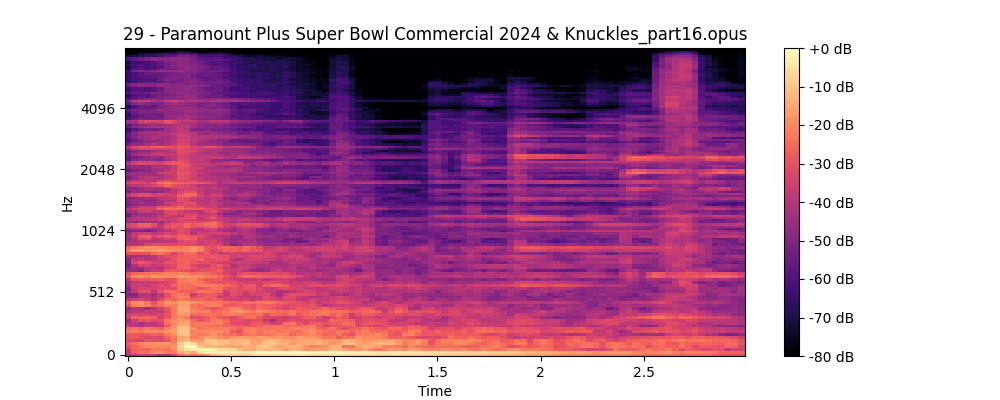 29 - Paramount Plus Super Bowl Commercial 2024 & Knuckles_part16.opus
Hz
4096
2048
1024
512
0
0
0.5
1
1.5
2
2.5
Time
+0 dB
-10 dB
-20 dB
-30 dB
-40 dB
-50 dB
-60 dB
-70 dB
-80 dB